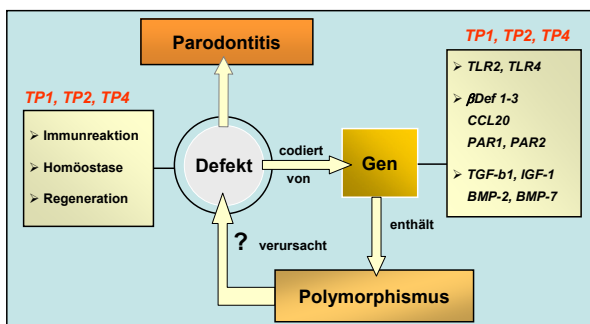 Parodontitis
TP1, TP2, TP4
➢ Immunreaktion
➢ Homöostase
➢ Regeneration
Defekt
codiert
von
Gen
TP1, TP2, TP4
➢ TLR2, TLR4
➢ βDef 1-3
CCL20
PAR1, PAR2
➢ TGF-b1, IGF-1
BMP-2, BMP-7
? verursacht
enthält
Polymorphismus